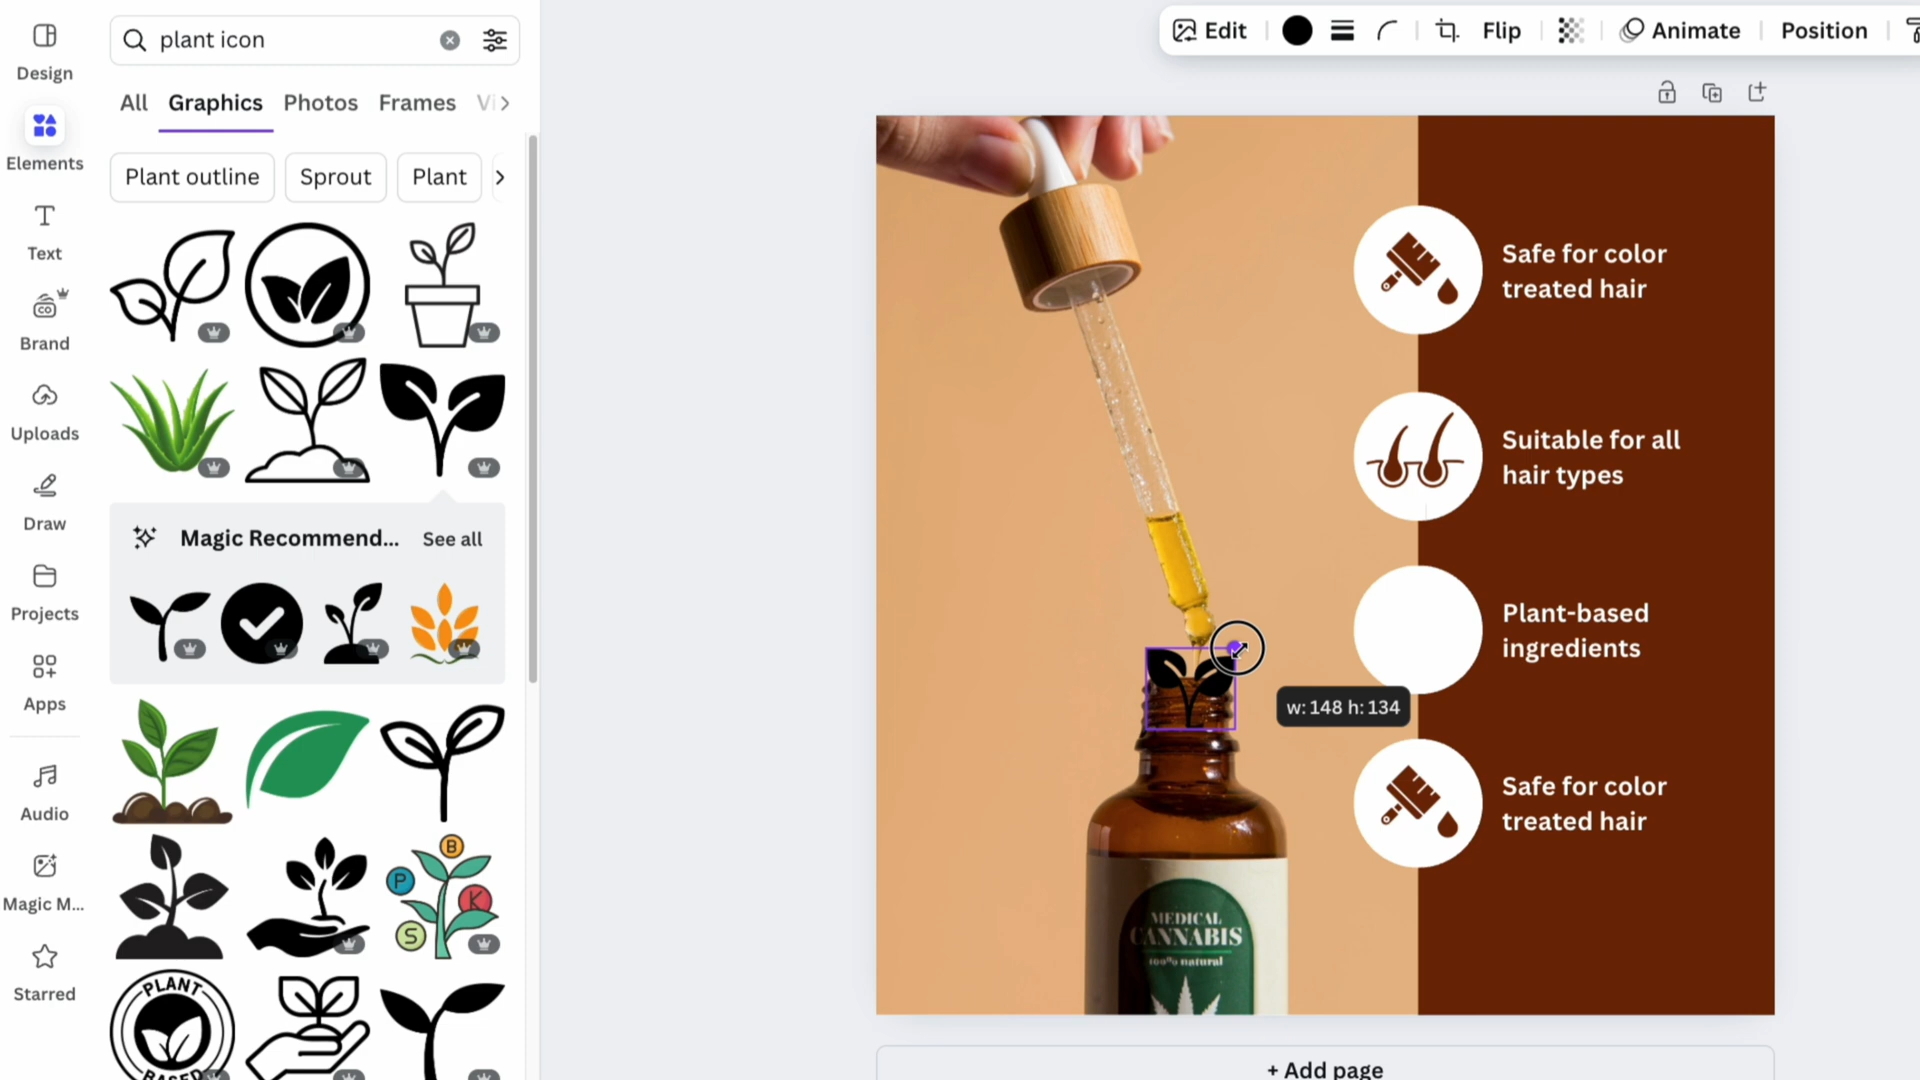 plant icon
Edit
Flip
Animate
Position
Design
All
Graphics
Photos
Frames
Elements
Plant outline
Sprout
Plant
Text
Brand
CO
Uploads
Draw
Magic Recommend...
See all
Projects
Apps
Audio
Magic M...
Starred
B
P
K
S
PLANT
BASED
Safe for color
treated hair
Suitable for all
hair types
Plant-based
ingredients
w: 148 h: 134
Safe for color
treated hair
MEDICAL
CANNABIS
100% natural
+ Add page